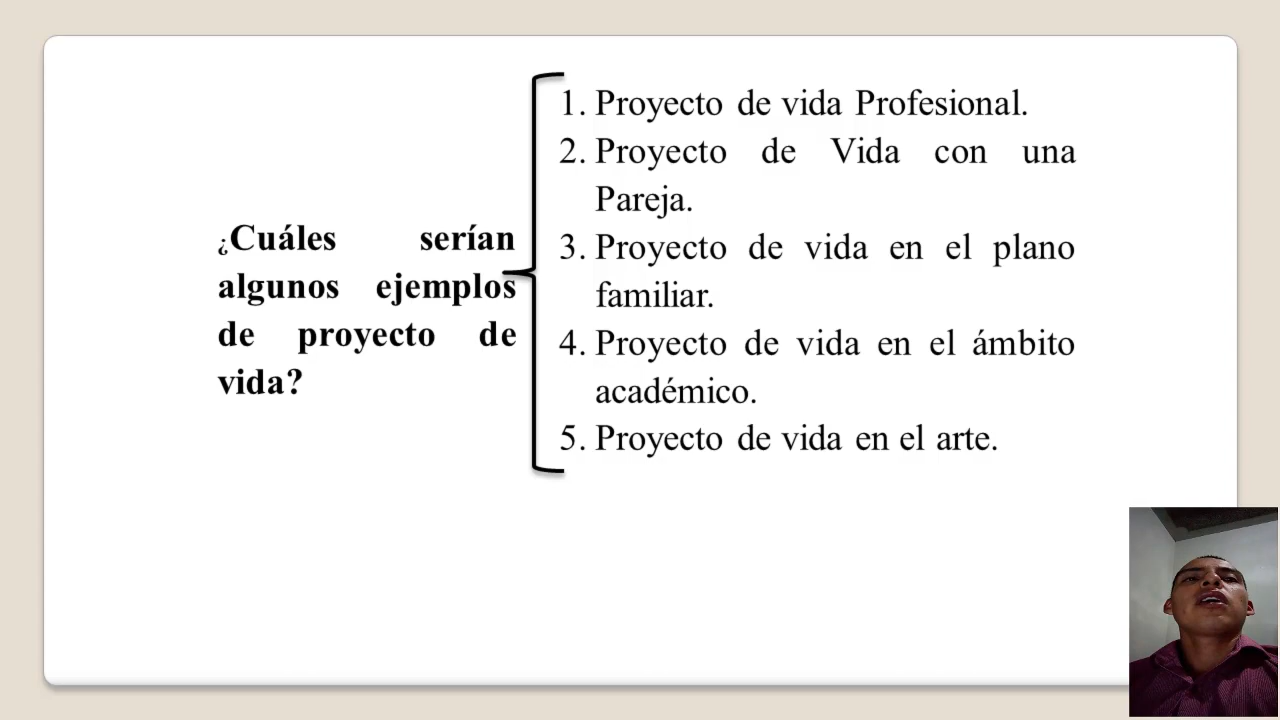 ¿Cuáles serían
algunos ejemplos
de proyecto de
vida?
1. Proyecto de vida Profesional.
2. Proyecto de Vida con una
Pareja.
3. Proyecto de vida en el plano
familiar.
4. Proyecto de vida en el ámbito
académico.
5. Proyecto de vida en el arte.